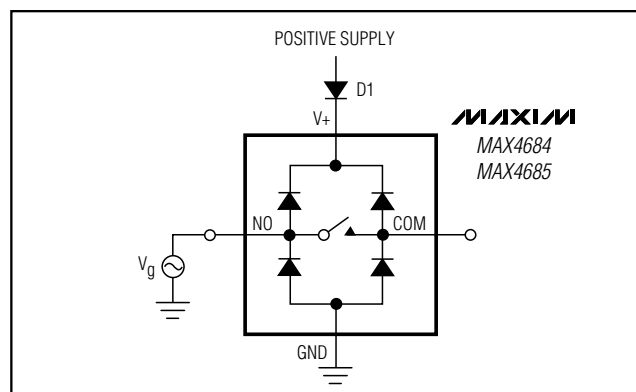 POSITIVE SUPPLY
D1
V+
MAXIM
MAX4684
MAX4685
NO
COM
Vg
GND